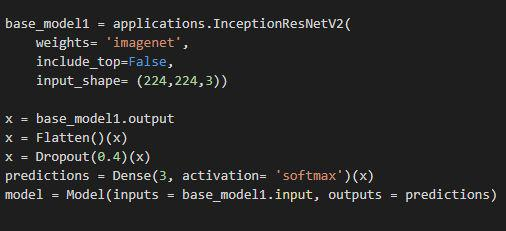 base_model1 = applications.InceptionResNetV2(
    weights= 'imagenet',
    include_top=False,
    input_shape= (224,224,3))

x = base_model1.output
x = Flatten()(x)
x = Dropout(0.4)(x)
predictions = Dense(3, activation= 'softmax')(x)
model = Model(inputs = base_model1.input, outputs = predictions)